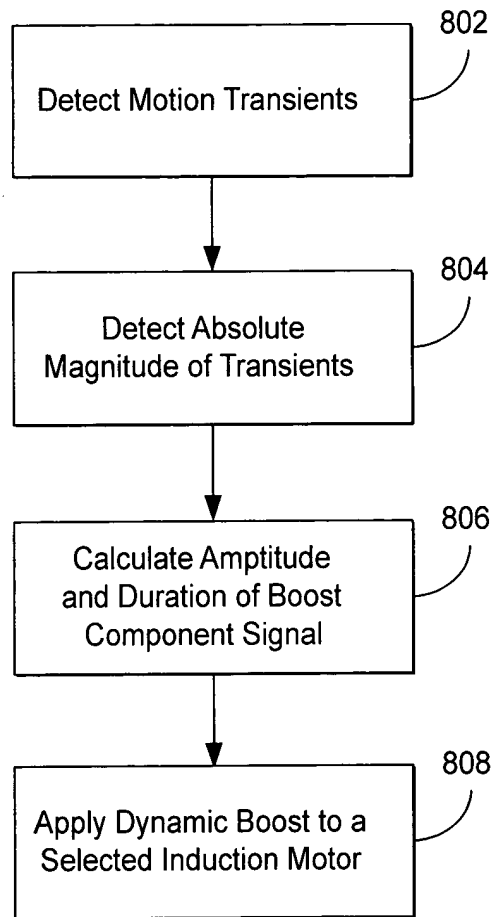 802
Detect Motion Transients
804
Detect Absolute
Magnitude of Transients
806
Calculate Amptitude
and Duration of Boost
Component Signal
808
Apply Dynamic Boost to a
Selected Induction Motor